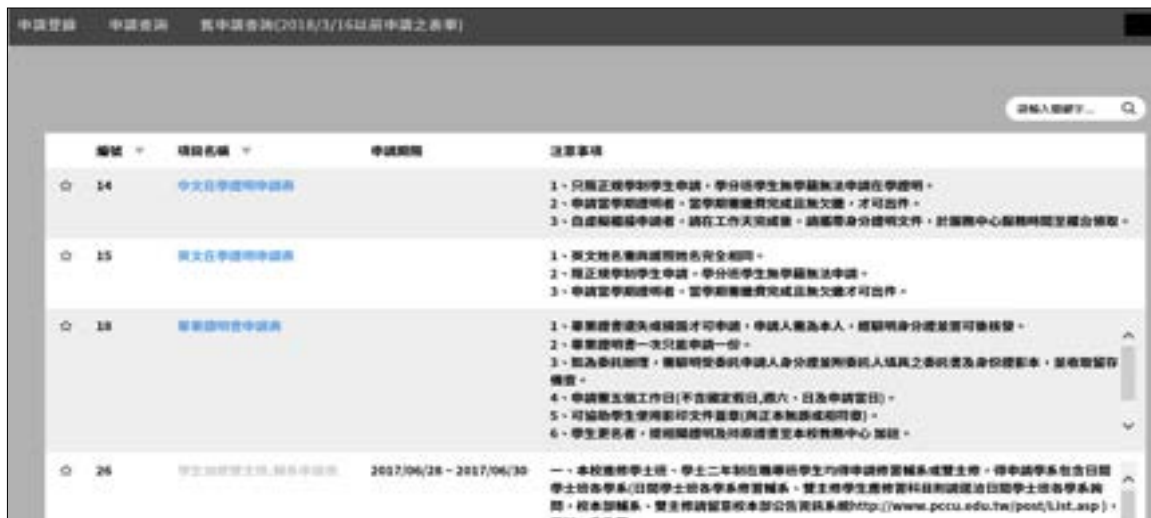 申請登錄 申請查詢 舊申請查詢(2018/3/16以前申請之表單)
請輸入關鍵字...
編號 項目名稱 申請期限 注意事項
14 中文在學證明申請表
1、只限正規學制學生申請，學分班學生無學籍無法申請在學證明。
2、申請當學期證明者，當學期需繳費完成且無欠繳，才可出件。
3、自虛擬櫃檯申請者，請在工作天完成後，請攜帶身分證明文件，於服務中心服務時間至櫃台領取。
15 英文在學證明申請表
1、英文姓名需與護照姓名完全相同。
2、限正規學制學生申請，學分班學生無學籍無法申請。
3、申請當學期證明者，當學期需繳費完成且無欠繳才可出件。
18 畢業證明書申請表
1、畢業證書遺失或損毀才可申請，申請人需為本人，經驗明身分證並簽可後核發。
2、畢業證明書一次只能申請一份。
3、如為委託辦理，需驗明受委託申請人身分證並附委託人填具之委託書及身份證影本，並收取留存
備查。
4、申請需五個工作日(不含國定假日,週六、日及申請當日)。
5、可協助學生使用影印文件蓋章(與正本無誤或相同章)。
6、學生更名者，提相關證明及持原證書至本校教務中心 加註。
26 2017/06/28 ~ 2017/06/30
一、本校進修學士班、學士二年制在職專班學生均得申請修習輔系或雙主修，得申請學系包含日間
學士班各學系(日間學士班各學系修習輔系、雙主修學生應修習科目則請逕洽日間學士班各學系詢
問，校本部輔系、雙主修請留意校本部公告資訊系統http://www.pccu.edu.tw/post/List.asp )，